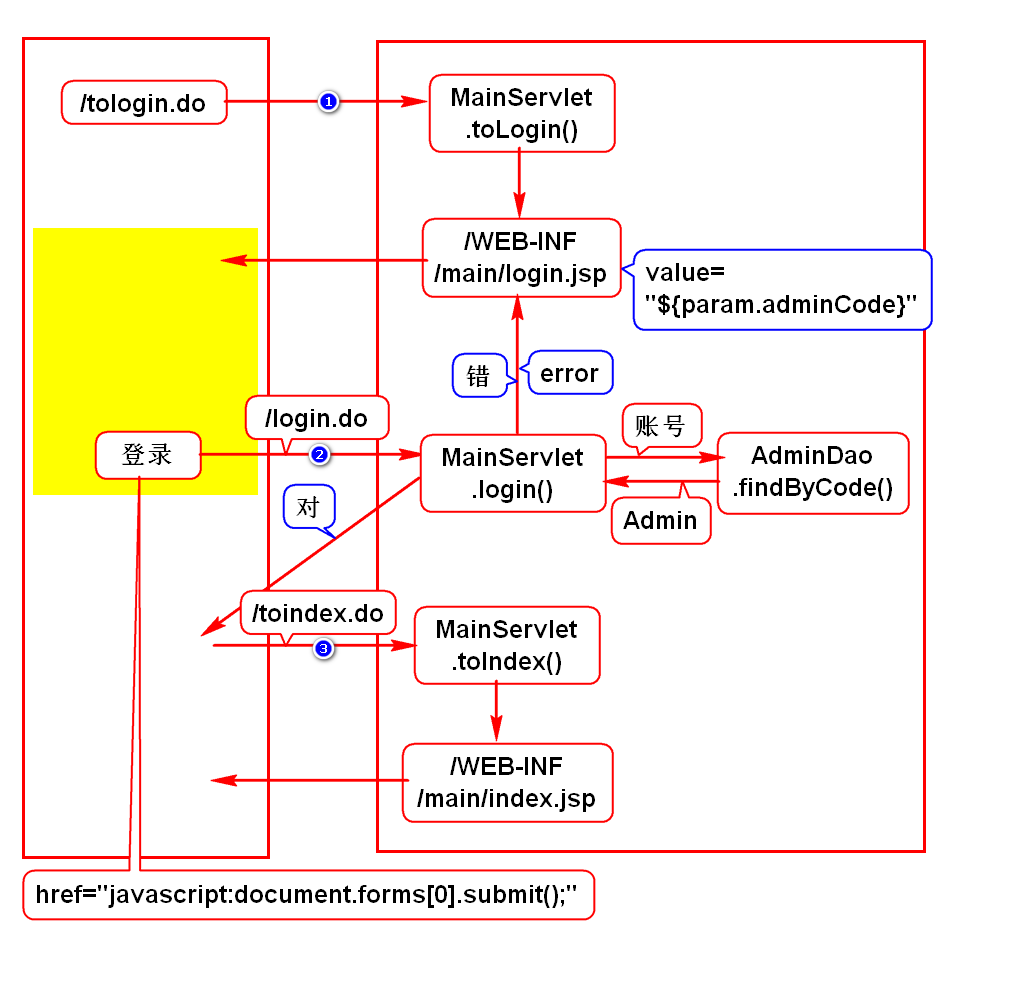 /tologin.do
1
MainServlet
.toLogin()
/WEB-INF
/main/login.jsp
value=
"${param.adminCode}"
错
error
/login.do
登录
2
MainServlet
.login()
账号
AdminDao
.findByCode()
Admin
对
/toindex.do
3
MainServlet
.toIndex()
/WEB-INF
/main/index.jsp
href="javascript:document.forms[0].submit();"